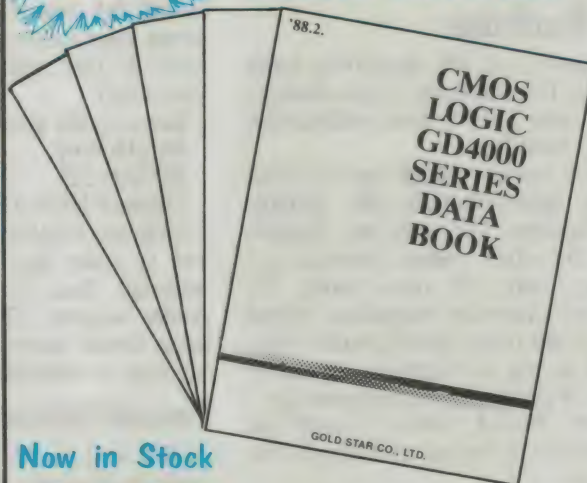 '88.2.
CMOS
LOGIC
GD4000
SERIES
DATA
BOOK
GOLD STAR CO., LTD.
Now in Stock